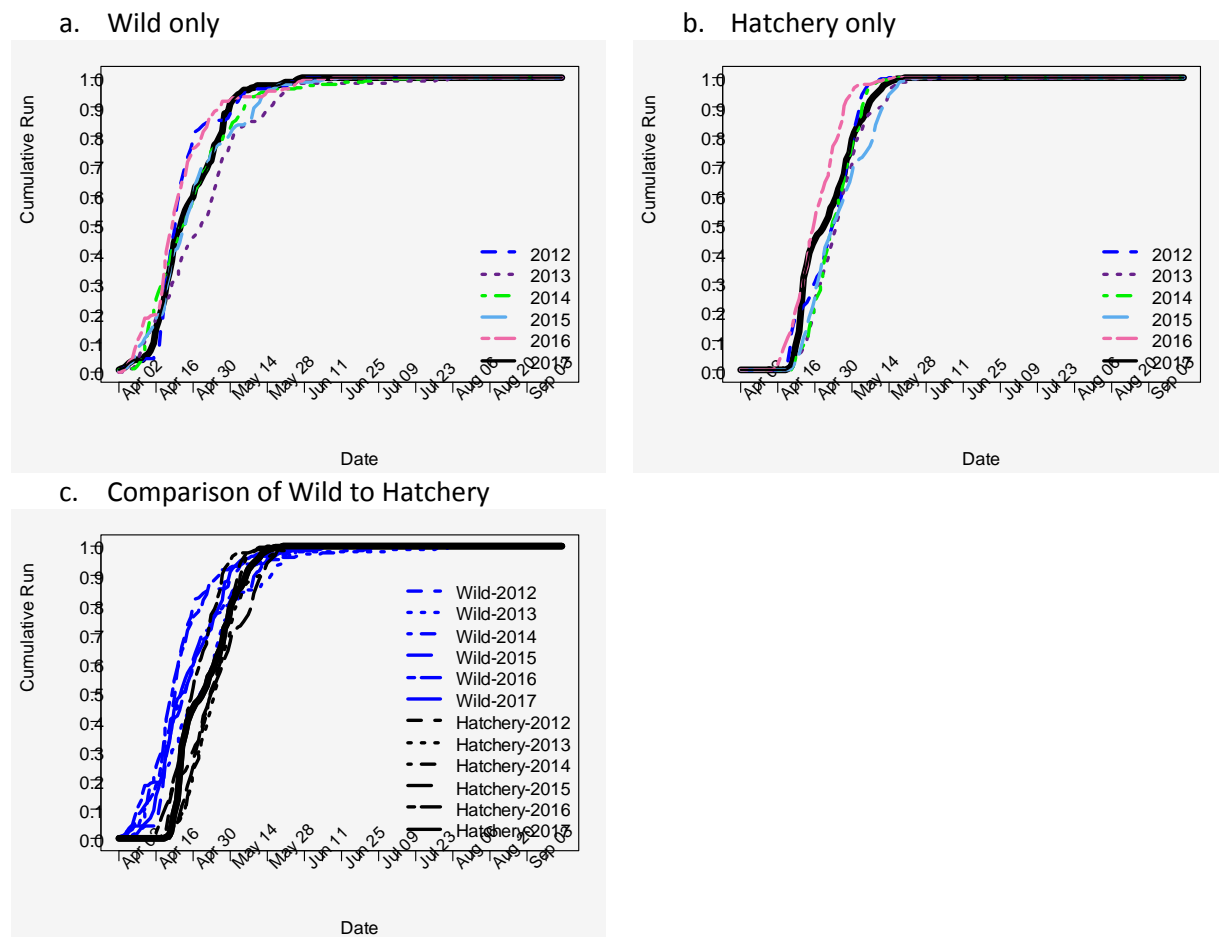 a. Wild only
Cumulative Run
1.0
0.9
0.8
0.7
0.6
0.5
0.4
0.3
0.2
0.1
0.0
2012
2013
2014
2015
2016
2017
Apr 02
Apr 16
Apr 30
May 14
May 28
Jun 11
Jun 25
Jul 09
Jul 23
Aug 06
Aug 20
Sep 03
Date
b. Hatchery only
Cumulative Run
1.0
0.9
0.8
0.7
0.6
0.5
0.4
0.3
0.2
0.1
0.0
2012
2013
2014
2015
2016
2017
Apr 02
Apr 16
Apr 30
May 14
May 28
Jun 11
Jun 25
Jul 09
Jul 23
Aug 06
Aug 20
Sep 03
Date
c. Comparison of Wild to Hatchery
Cumulative Run
1.0
0.9
0.8
0.7
0.6
0.5
0.4
0.3
0.2
0.1
0.0
Wild-2012
Wild-2013
Wild-2014
Wild-2015
Wild-2016
Wild-2017
Hatchery-2012
Hatchery-2013
Hatchery-2014
Hatchery-2015
Hatchery-2016
Hatchery-2017
Apr 02
Apr 16
Apr 30
May 14
May 28
Jun 11
Jun 25
Jul 09
Jul 23
Aug 06
Aug 20
Sep 03
Date